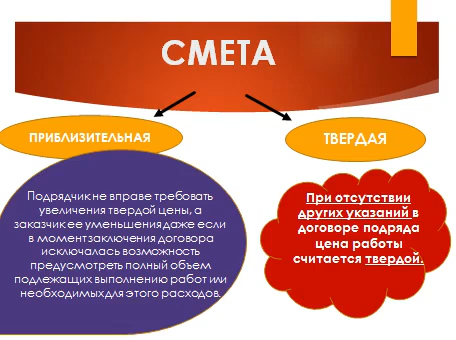 СМЕТА
ПРИБЛИЗИТЕЛЬНАЯ
ТВЕРДАЯ
Подрядчик не вправе требовать
увеличения твердой цены, а
заказчик ее уменьшения даже если
в момент заключения договора
исключалась возможность
предусмотреть полный объем
подлежащих выполнению работ или
необходимых для этого расходов.
При отсутствии
других указаний в
договоре подряда
цена работы
считается твердой.